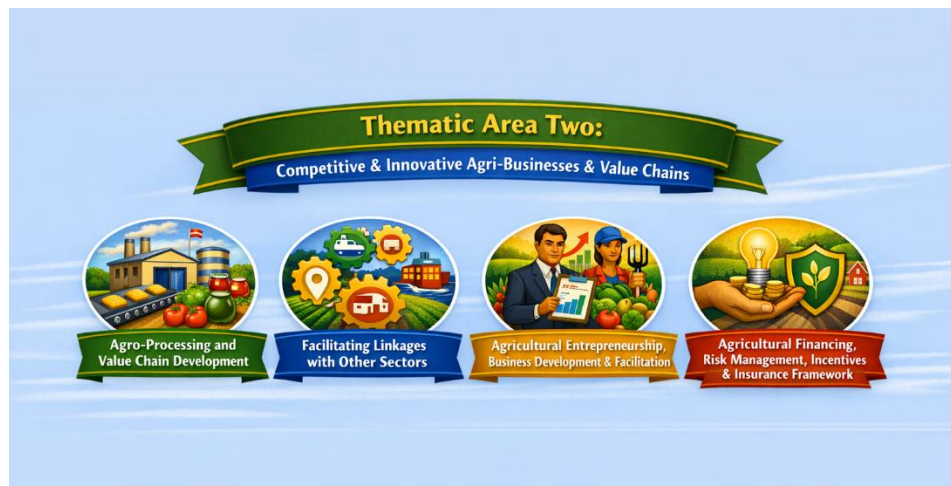 Thematic Area Two:
Competitive & Innovative Agri-Businesses & Value Chains
Agro-Processing and
Value Chain Development
Facilitating Linkages
with Other Sectors
Agricultural Entrepreneurship,
Business Development & Facilitation
Agricultural Financing,
Risk Management, Incentives
& Insurance Framework